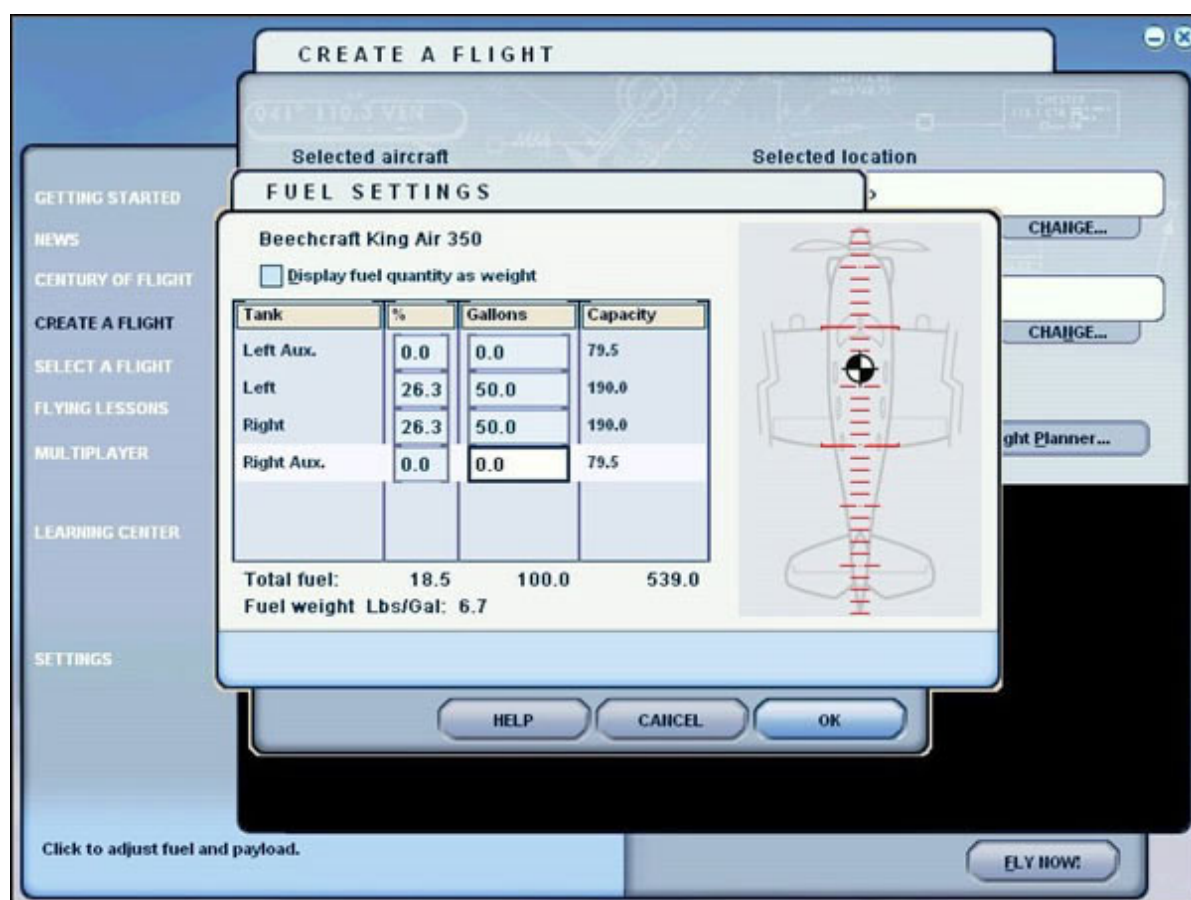 CREATE A FLIGHT
041° 110.3 VEN
Selected aircraft
Selected location
GETTING STARTED
NEWS
CENTURY OF FLIGHT
CREATE A FLIGHT
SELECT A FLIGHT
FLYING LESSONS
MULTIPLAYER
LEARNING CENTER
SETTINGS
FUEL SETTINGS
>
CHANGE...
CHANGE...
ght Planner...
Beechcraft King Air 350
Display fuel quantity as weight
Tank % Gallons Capacity
Left Aux. 0.0 0.0 79.5
Left 26.3 50.0 190.0
Right 26.3 50.0 190.0
Right Aux. 0.0 0.0 79.5
Total fuel: 18.5 100.0 539.0
Fuel weight Lbs/Gal: 6.7
HELP CANCEL OK
Click to adjust fuel and payload.
FLY NOW!